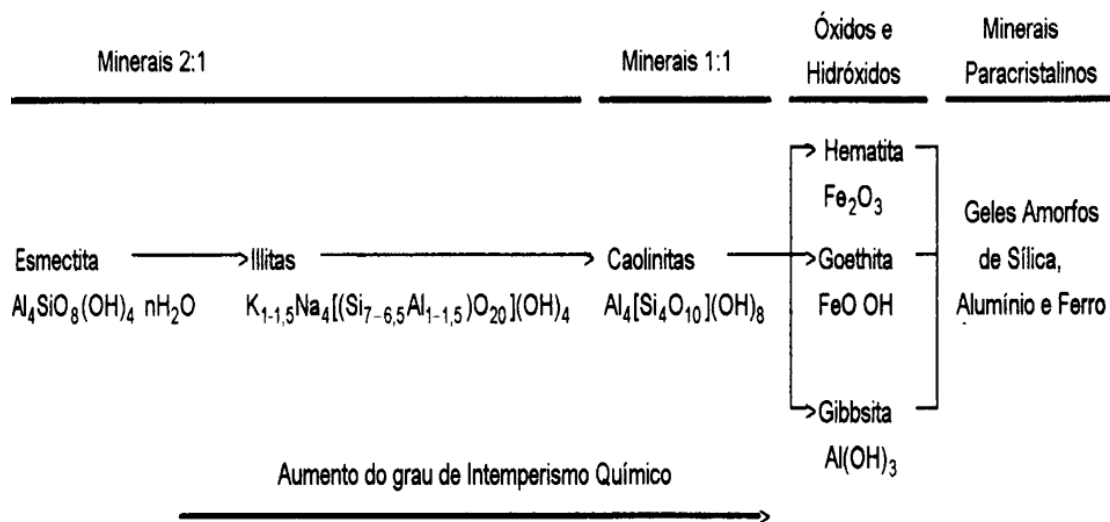 Minerais 2:1
Minerais 1:1
Óxidos e
Hidróxidos
Minerais
Paracristalinos
Hematita
Fe₂O₃
Esmectita
Al₄SiO₈(OH)₄ nH₂O
Illitas
K₁₋₁,₅Na₄[(Si₇₋₆,₅Al₁₋₁,₅)O₂₀](OH)₄
Caolinitas
Al₄[Si₄O₁₀](OH)₈
Goethita
FeO OH
Geles Amorfos
de Sílica,
Alumínio e Ferro
Gibbsita
Al(OH)₃
Aumento do grau de Intemperismo Químico